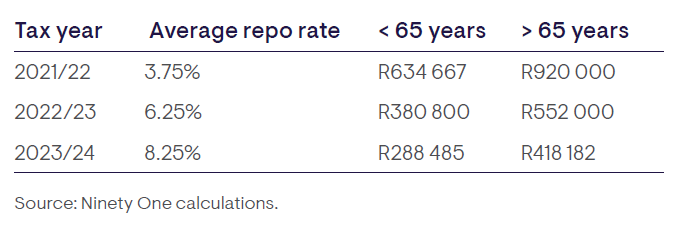 Tax year Average repo rate < 65 years > 65 years
2021/22 3.75% R634 667 R920 000
2022/23 6.25% R380 800 R552 000
2023/24 8.25% R288 485 R418 182
Source: Ninety One calculations.